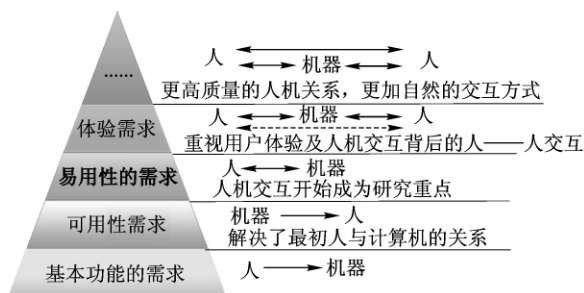 人 人
...... 机器
更高质量的人机关系，更加自然的交互方式
人 机器 人
体验需求
重视用户体验及人机交互背后的人——人交互
易用性的需求 人 机器
人机交互开始成为研究重点
机器 人
可用性需求
解决了最初人与计算机的关系
基本功能的需求 人 机器